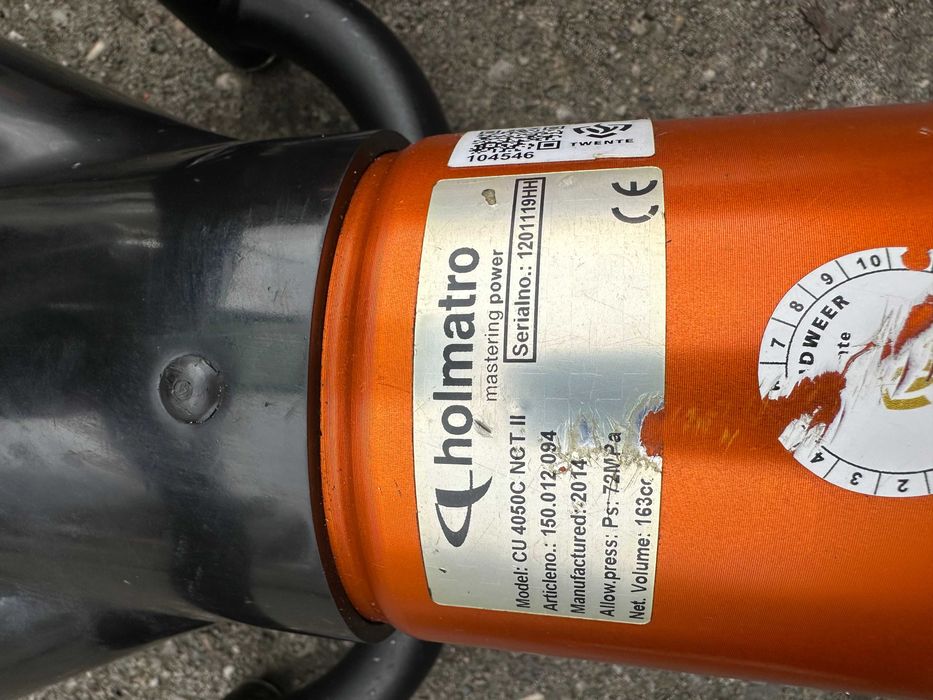 104546
TWENTE
holmatro
mastering power
Serialno.: 1201119HH
CE
Model: CU 4050C NCT II
Articleno.: 150.012.094
Manufactured: 2014
Allow.press: Ps: 72MPa
Net. Volume: 163cc
7 8 9 10
2 3 4